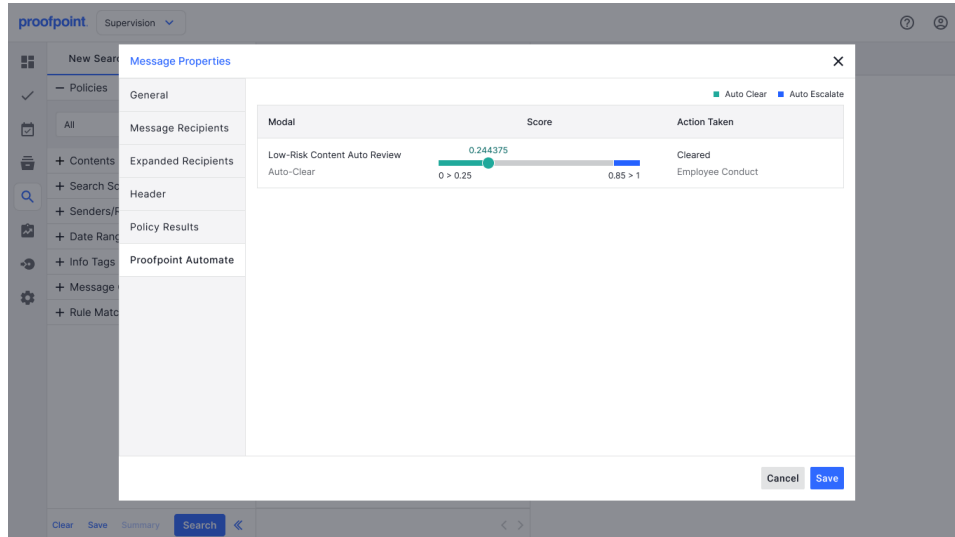 proofpoint. Supervision
New Sear
Policies
All
Contents
Search Sc
Senders/R
Date Rang
Info Tags
Message
Rule Matc
Clear Save Summary Search
Message Properties
General
Message Recipients
Expanded Recipients
Header
Policy Results
Proofpoint Automate
Auto Clear Auto Escalate
Modal Score Action Taken
Low-Risk Content Auto Review 0.244375 Cleared
Auto-Clear 0 > 0.25 0.85 > 1 Employee Conduct
Cancel Save